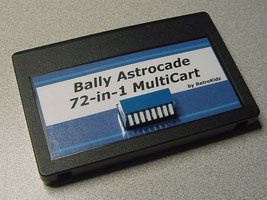 Bally Astrocade
72-in-1 MultiCart
by RetroKidz